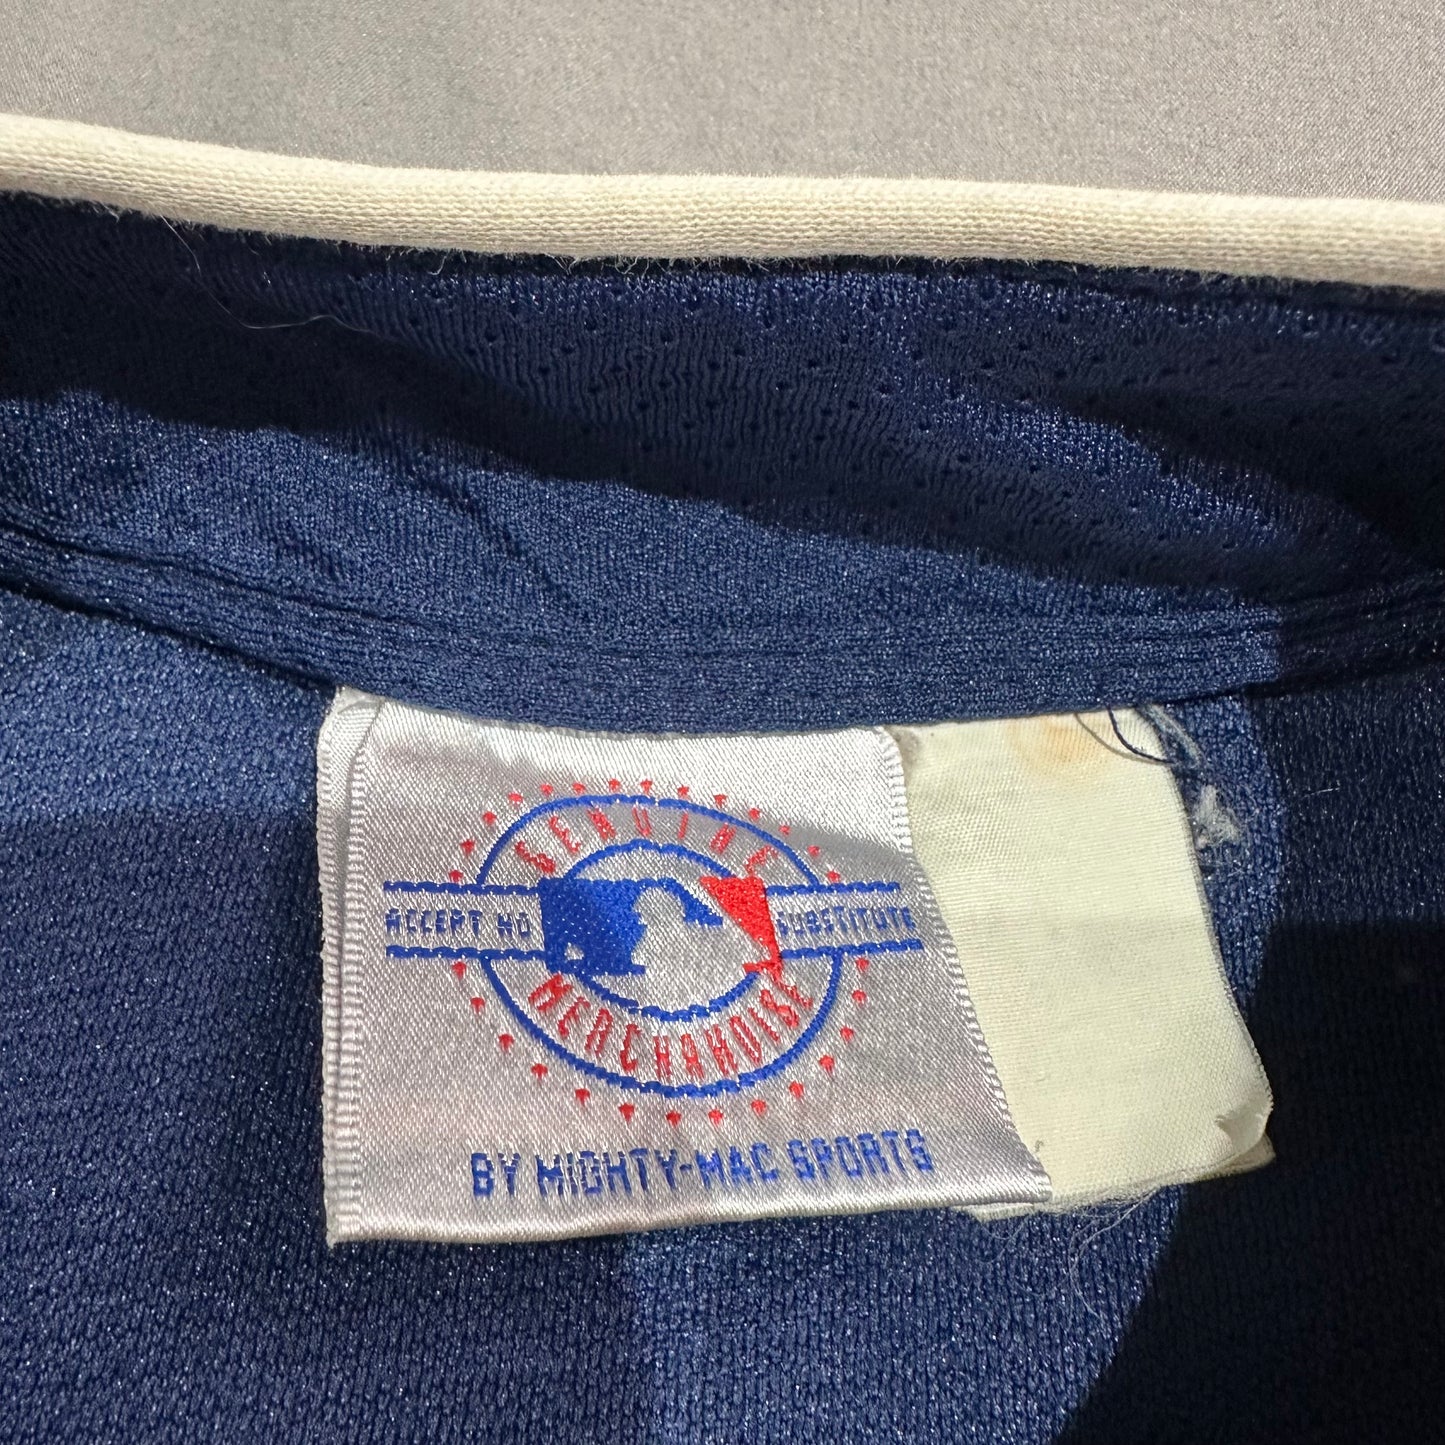 GENUINE
ACCEPT NO SUBSTITUTE
MERCHANDISE
BY MIGHTY-MAC SPORTS